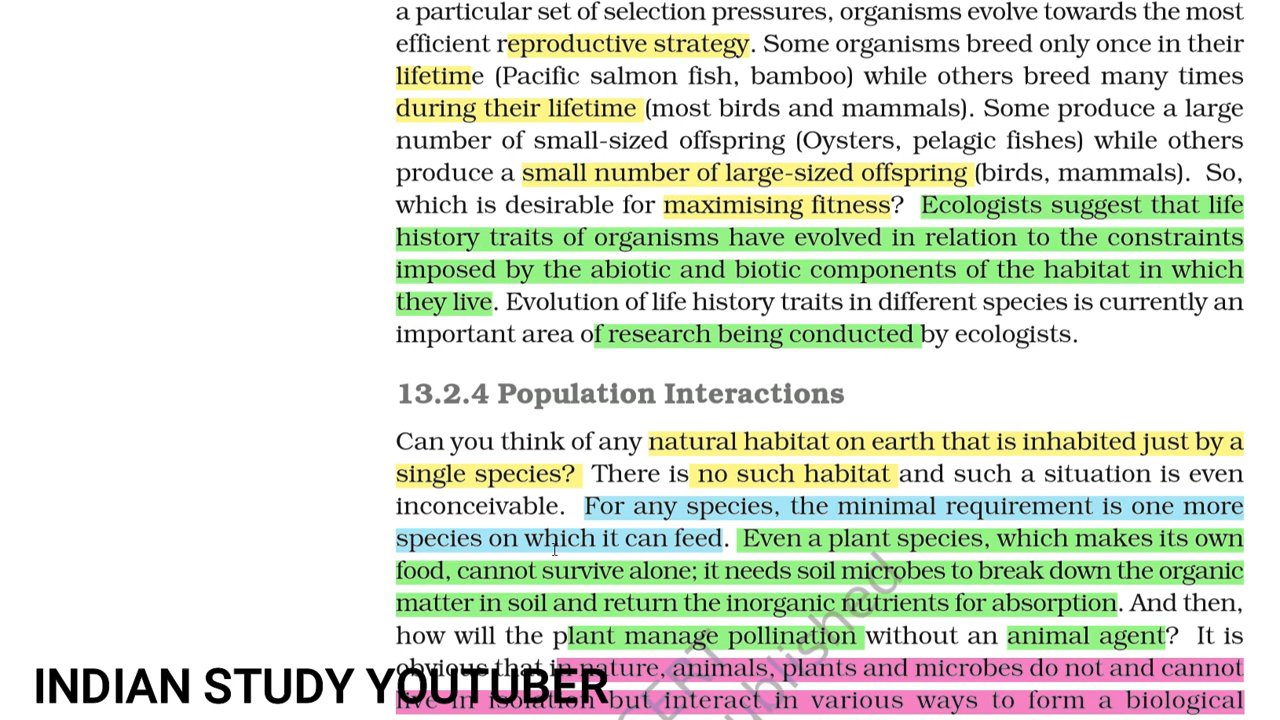 a particular set of selection pressures, organisms evolve towards the most
efficient reproductive strategy. Some organisms breed only once in their
lifetime (Pacific salmon fish, bamboo) while others breed many times
during their lifetime (most birds and mammals). Some produce a large
number of small-sized offspring (Oysters, pelagic fishes) while others
produce a small number of large-sized offspring (birds, mammals). So,
which is desirable for maximising fitness? Ecologists suggest that life
history traits of organisms have evolved in relation to the constraints
imposed by the abiotic and biotic components of the habitat in which
they live. Evolution of life history traits in different species is currently an
important area of research being conducted by ecologists.
13.2.4 Population Interactions
Can you think of any natural habitat on earth that is inhabited just by a
single species? There is no such habitat and such a situation is even
inconceivable. For any species, the minimal requirement is one more
species on which it can feed. Even a plant species, which makes its own
food, cannot survive alone; it needs soil microbes to break down the organic
matter in soil and return the inorganic nutrients for absorption. And then,
how will the plant manage pollination without an animal agent? It is
obvious that in nature, animals, plants and microbes do not and cannot
live in isolation but interact in various ways to form a biological
INDIAN STUDY YOUTUBER